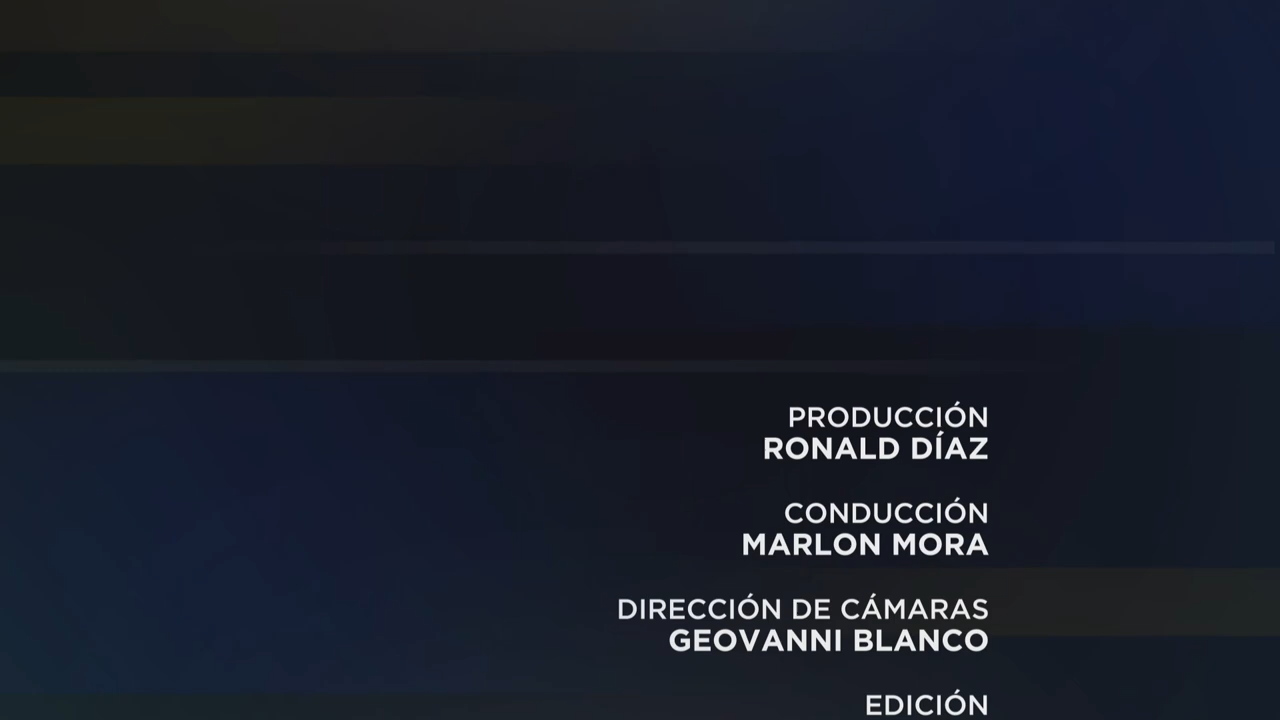 PRODUCCIÓN
RONALD DÍAZ
CONDUCCIÓN
MARLON MORA
DIRECCIÓN DE CÁMARAS
GEOVANNI BLANCO
EDICIÓN